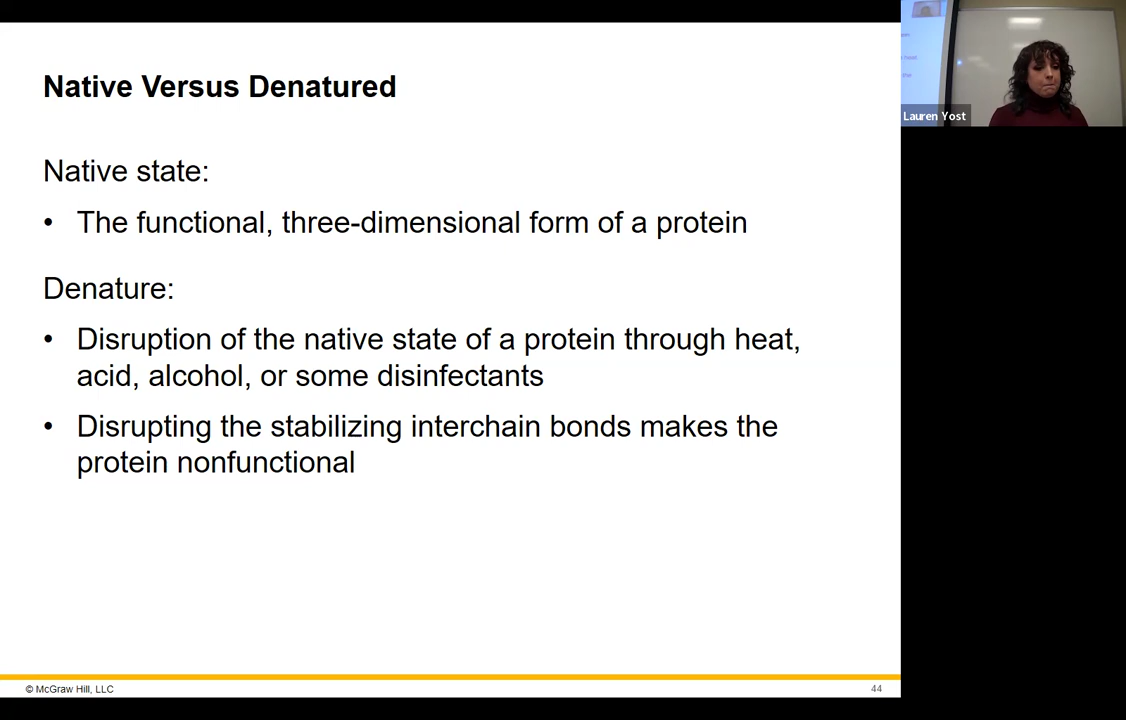 Native Versus Denatured
Native state:
• The functional, three-dimensional form of a protein
Denature:
• Disruption of the native state of a protein through heat,
acid, alcohol, or some disinfectants
• Disrupting the stabilizing interchain bonds makes the
protein nonfunctional
© McGraw Hill, LLC
44
Lauren Yost